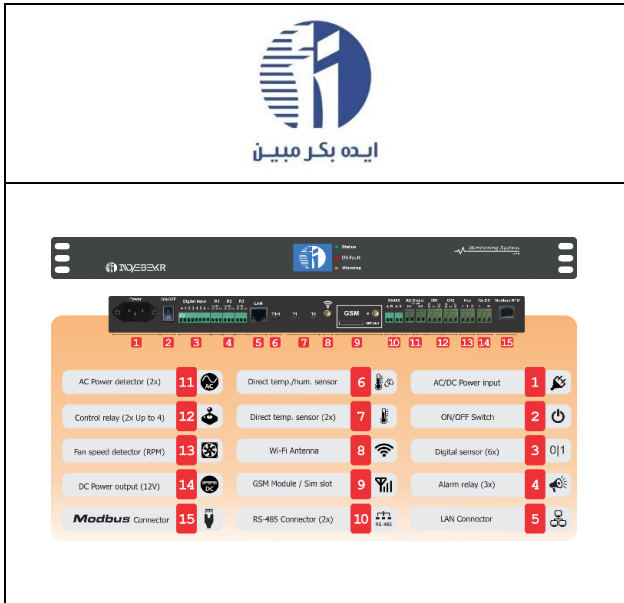 ایده بکر مبین
Status
OS Fault
Warning
Monitoring System
Power
ON/OFF
Digital Input
R1 R2 R3
LAN
T1 T2
GSM
RS485
CR1 CR2
Fan
Modbus RTU
1 2 3 4 5 6 7 8 9 10 11 12 13 14 15
AC Power detector (2x) 11 AC
Direct temp./hum. sensor 6
AC/DC Power input 1
Control relay (2x Up to 4) 12
Direct temp. sensor (2x) 7
ON/OFF Switch 2
Fan speed detector (RPM) 13
Wi-Fi Antenna 8
Digital sensor (6x) 3 0|1
DC Power output (12V) 14 DC
GSM Module / Sim slot 9
Alarm relay (3x) 4
Modbus Connector 15
RS-485 Connector (2x) 10 RS-485
LAN Connector 5